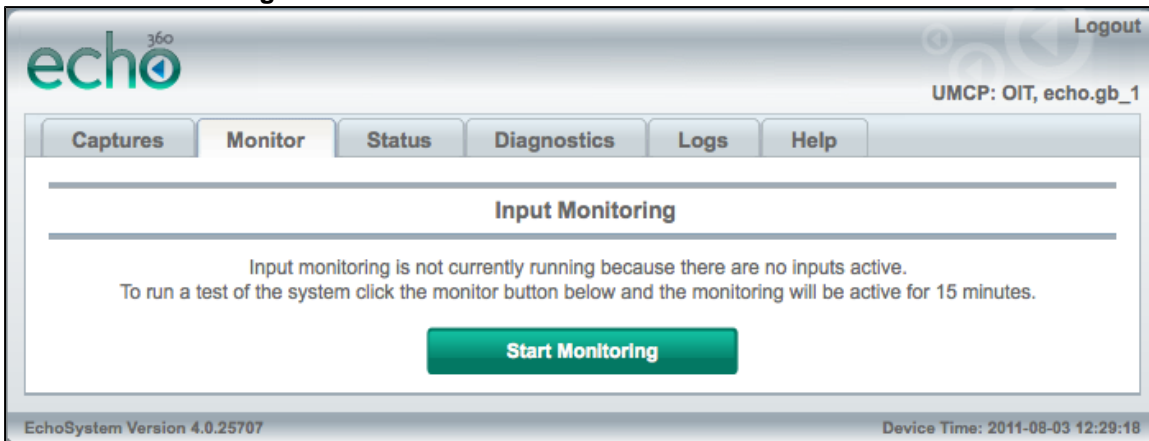 Logout
echo360
UMCP: OIT, echo.gb_1
Captures Monitor Status Diagnostics Logs Help
Input Monitoring
Input monitoring is not currently running because there are no inputs active.
To run a test of the system click the monitor button below and the monitoring will be active for 15 minutes.
Start Monitoring
EchoSystem Version 4.0.25707 Device Time: 2011-08-03 12:29:18